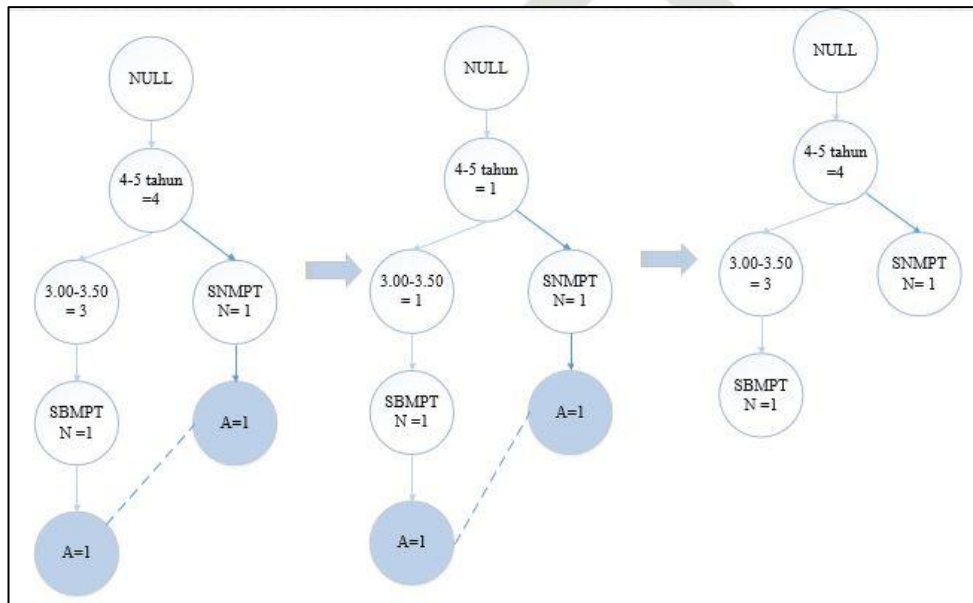 NULL
4-5 tahun
=4
3.00-3.50
= 3
SNMPT
N= 1
SBMPT
N =1
A=1
A=1
NULL
4-5 tahun
= 1
3.00-3.50
= 1
SNMPT
N= 1
SBMPT
N =1
A=1
A=1
NULL
4-5 tahun
=4
3.00-3.50
= 3
SNMPT
N= 1
SBMPT
N =1